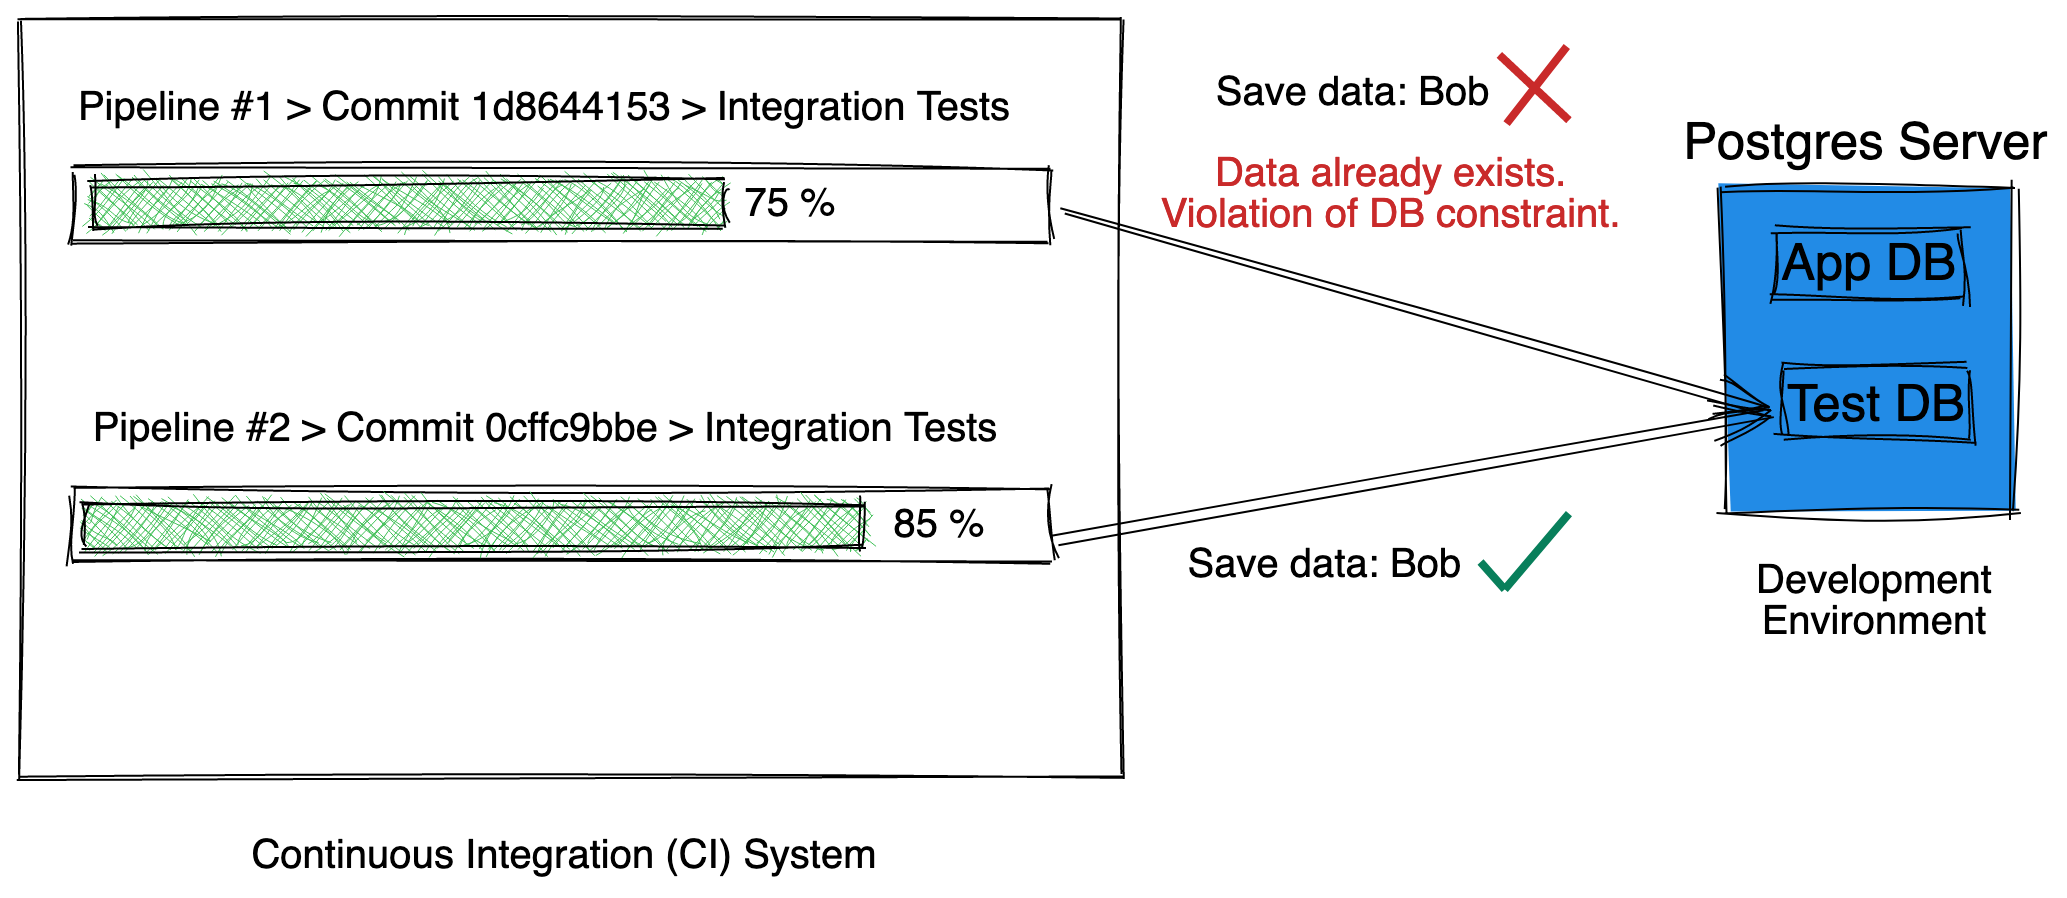 Pipeline #1 > Commit 1d8644153 > Integration Tests
75 %
Save data: Bob
Data already exists.
Violation of DB constraint.
Postgres Server
App DB
Test DB
Development
Environment
Pipeline #2 > Commit 0cffc9bbe > Integration Tests
85 %
Save data: Bob
Continuous Integration (CI) System